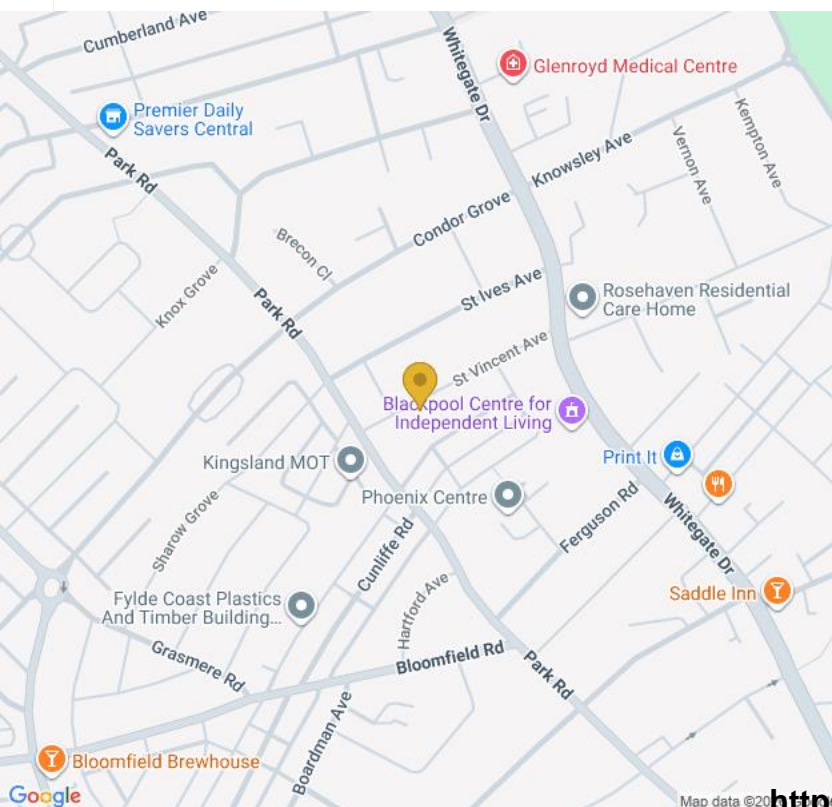 Cumberland Ave
Whitegate Dr
Glenroyd Medical Centre
Premier Daily
Savers Central
Park Rd
Knowsley Ave
Vernon Ave
Kempton Ave
Condor Grove
Brecon Cl
Knox Grove
Park Rd
St Ives Ave
Rosehaven Residential
Care Home
St Vincent Ave
Blackpool Centre for
Independent Living
Kingsland MOT
Print It
Phoenix Centre
Sharow Grove
Cunliffe Rd
Ferguson Rd
Whitegate Dr
Fylde Coast Plastics
And Timber Building...
Hartford Ave
Saddle Inn
Grasmere Rd
Bloomfield Rd
Park Rd
Boardman Ave
Bloomfield Brewhouse
Google
Map data
http